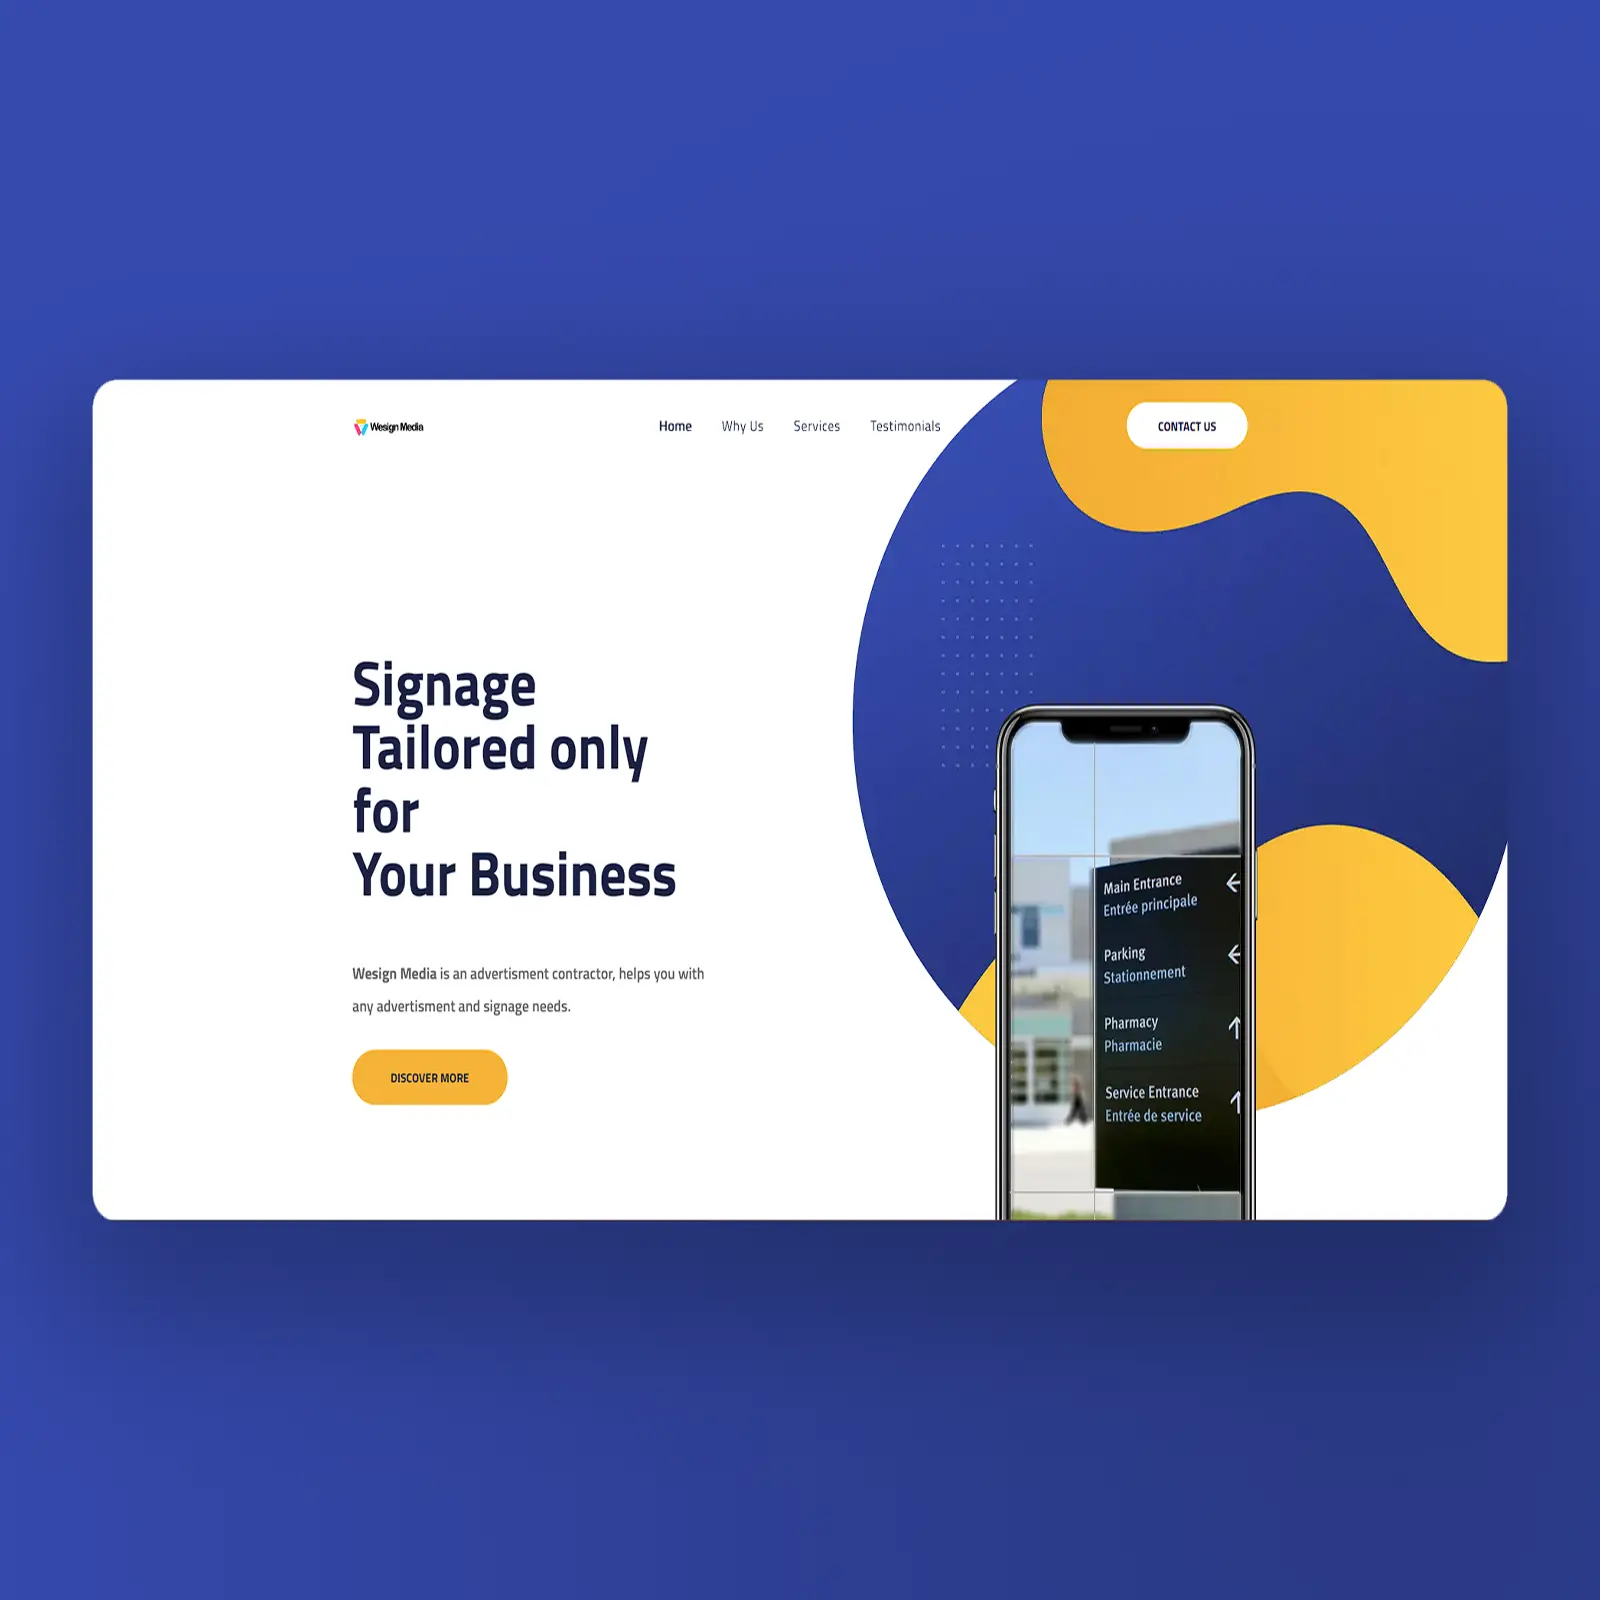 Wesign Media
Home Why Us Services Testimonials
CONTACT US
Signage
Tailored only
for
Your Business
Wesign Media is an advertisment contractor, helps you with
any advertisment and signage needs.
DISCOVER MORE
Main Entrance
Entrée principale
Parking
Stationnement
Pharmacy
Pharmacie
Service Entrance
Entrée de service